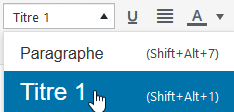 Titre 1 U A
Paragraphe (Shift+Alt+7)
Titre 1 (Shift+Alt+1)